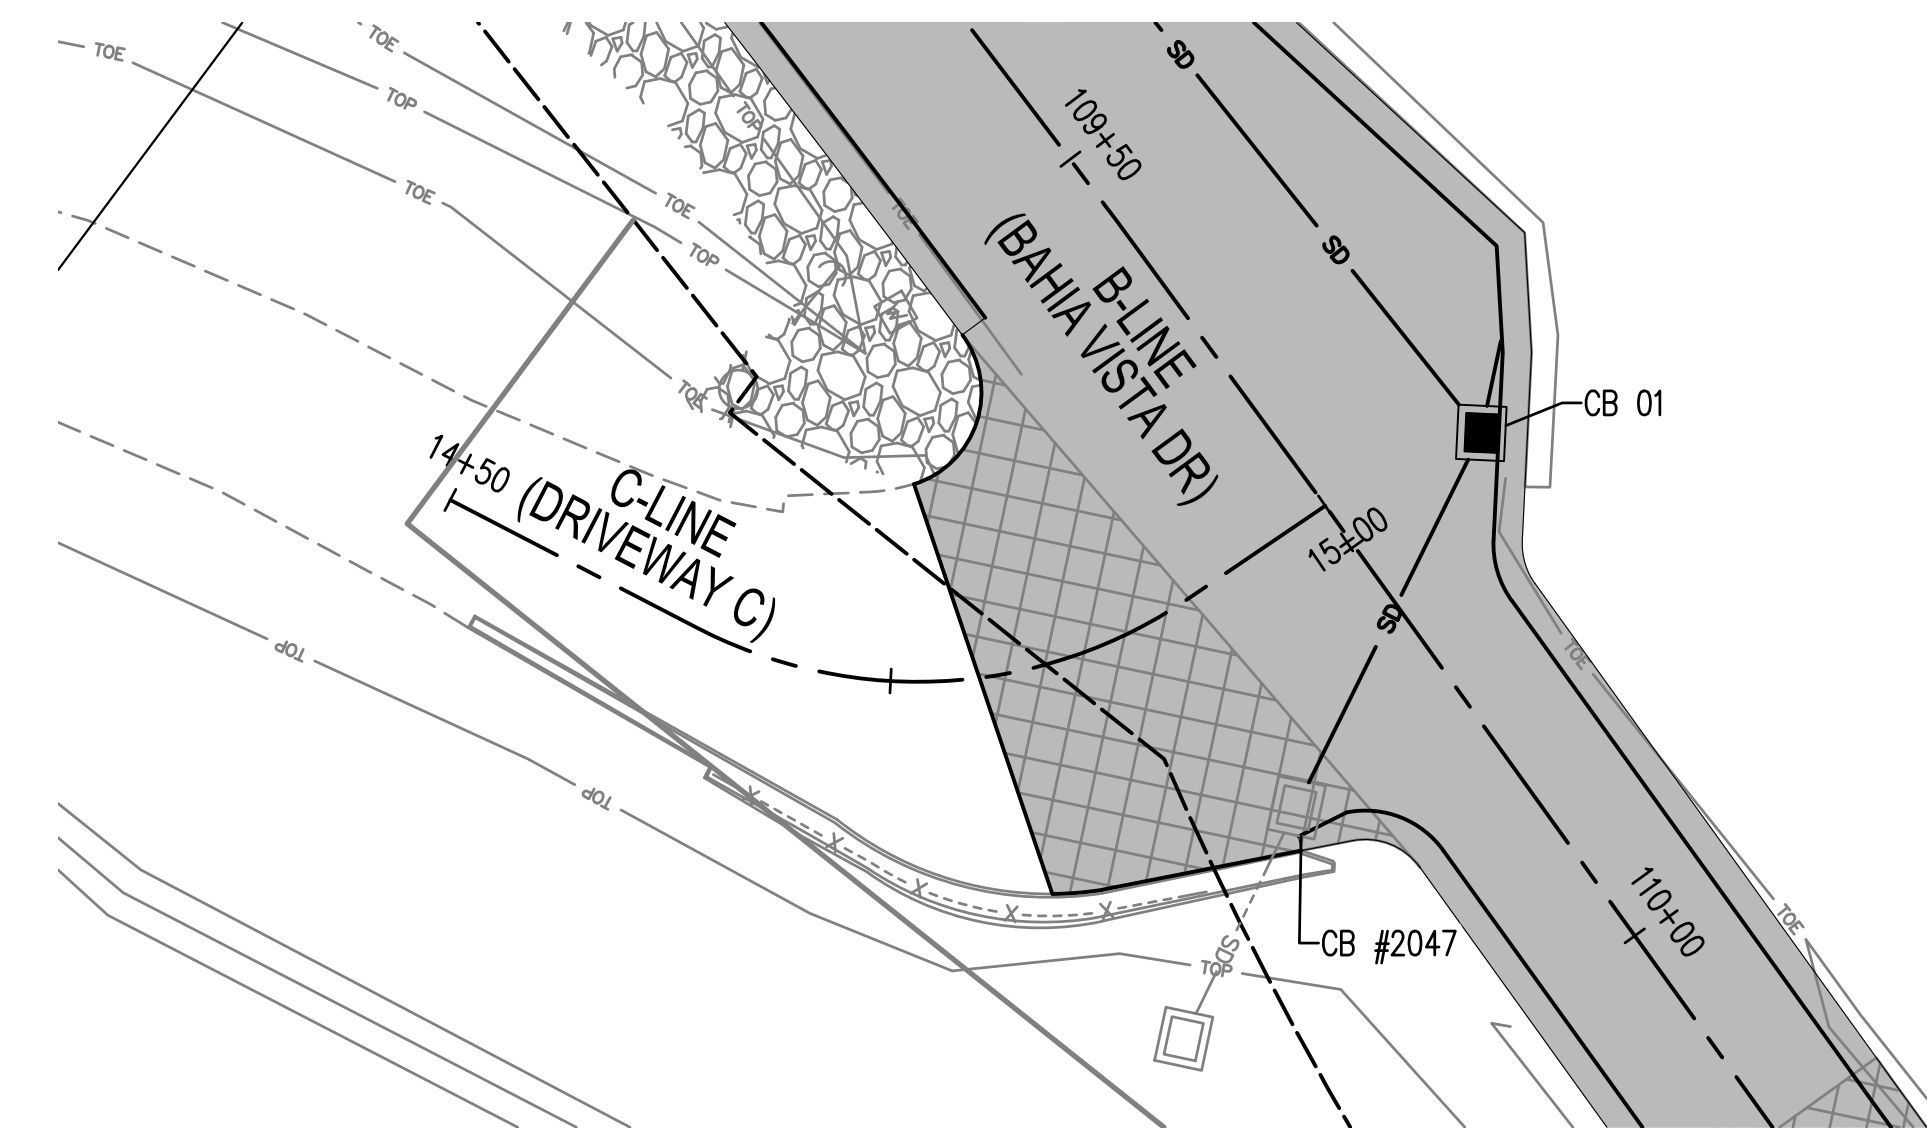 TOE
TOE
SD
TOP
109+50
TOP
TOE
TOE
TOE
TOP
SD
B-LINE
(BAHIA VISTA DR)
TOE
CB 01
14+50
C-LINE
(DRIVEWAY C)
15+00
SD
TOP
TOE
TOP
X
X
X
X
X
110+00
TOE
SD
TOP
CB #2047